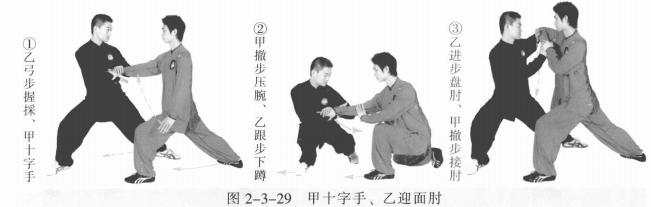 ①乙弓步握採、甲十字手
②甲撤步压腕、乙跟步下蹲
③乙进步盘肘、甲撤步接肘
图 2-3-29 甲十字手、乙迎面肘